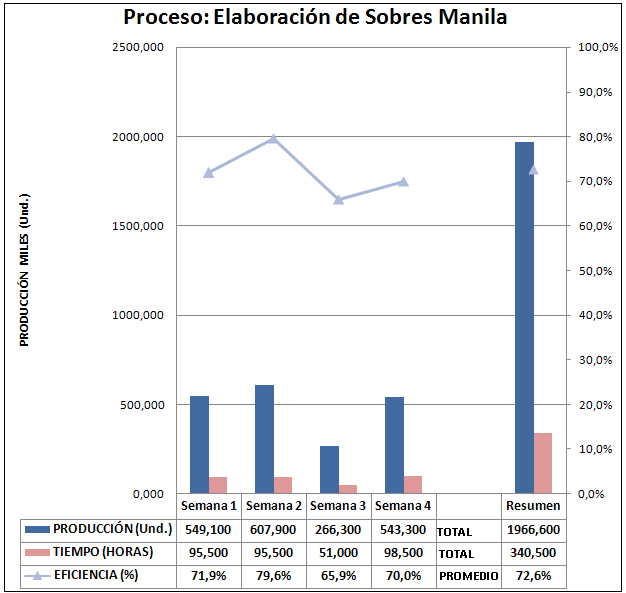 Proceso: Elaboración de Sobres Manila
PRODUCCIÓN MILES (Und.)
2500,000
2000,000
1500,000
1000,000
500,000
0,000
100,0%
90,0%
80,0%
70,0%
60,0%
50,0%
40,0%
30,0%
20,0%
10,0%
0,0%
Semana 1 Semana 2 Semana 3 Semana 4 Resumen
PRODUCCIÓN (Und.) 549,100 607,900 266,300 543,300 TOTAL 1966,600
TIEMPO (HORAS) 95,500 95,500 51,000 98,500 TOTAL 340,500
EFICIENCIA (%) 71,9% 79,6% 65,9% 70,0% PROMEDIO 72,6%